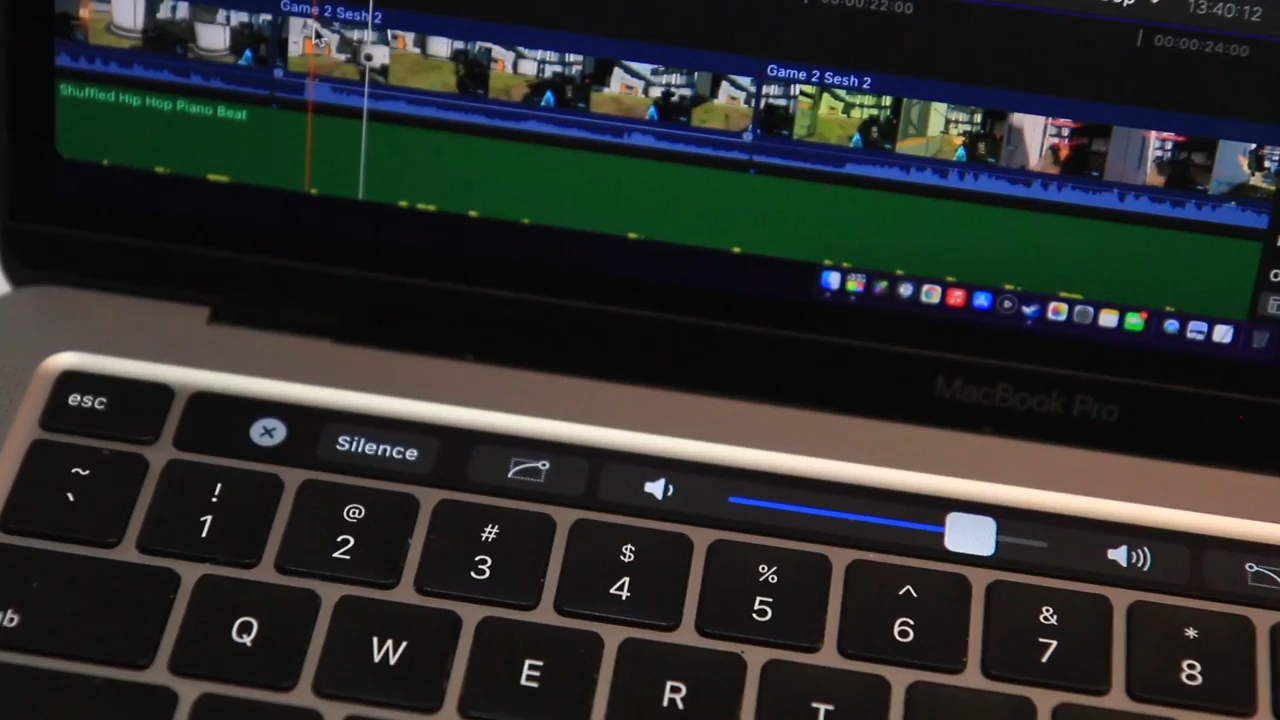 Game 2 Sesh 2
00:00:22:00
13:40:12
00:00:24:00
Game 2 Sesh 2
Shuffled Hip Hop Piano Beat
MacBook Pro
esc
Silence
~
`
!
1
@
2
#
3
$
4
%
5
^
6
&
7
*
8
Q
W
E
R
T